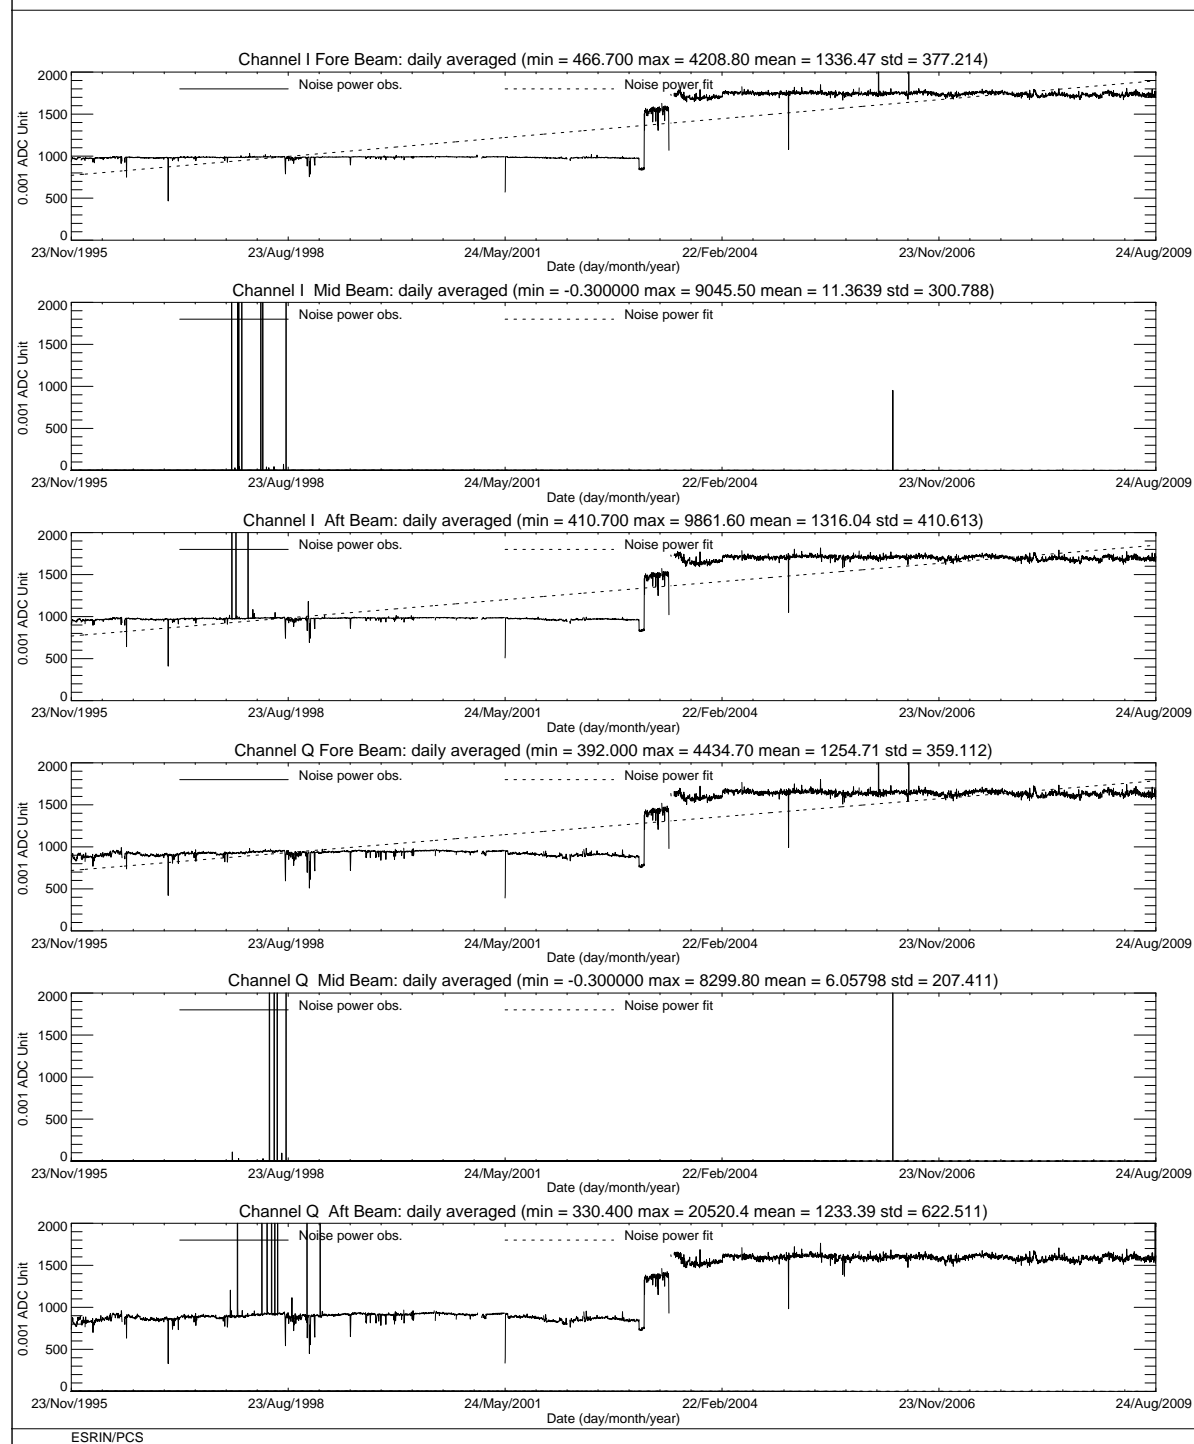 Channel I Fore Beam: daily averaged (min = 466.700 max = 4208.80 mean = 1336.47 std = 377.214)
2000
Noise power obs.
Noise power fit
1500
1000
500
0
0.001 ADC Unit
23/Nov/1995
23/Aug/1998
24/May/2001
22/Feb/2004
23/Nov/2006
24/Aug/2009
Date (day/month/year)
Channel I Mid Beam: daily averaged (min = -0.300000 max = 9045.50 mean = 11.3639 std = 300.788)
2000
Noise power obs.
Noise power fit
1500
1000
500
0
0.001 ADC Unit
23/Nov/1995
23/Aug/1998
24/May/2001
22/Feb/2004
23/Nov/2006
24/Aug/2009
Date (day/month/year)
Channel I Aft Beam: daily averaged (min = 410.700 max = 9861.60 mean = 1316.04 std = 410.613)
2000
Noise power obs.
Noise power fit
1500
1000
500
0
0.001 ADC Unit
23/Nov/1995
23/Aug/1998
24/May/2001
22/Feb/2004
23/Nov/2006
24/Aug/2009
Date (day/month/year)
Channel Q Fore Beam: daily averaged (min = 392.000 max = 4434.70 mean = 1254.71 std = 359.112)
2000
Noise power obs.
Noise power fit
1500
1000
500
0
0.001 ADC Unit
23/Nov/1995
23/Aug/1998
24/May/2001
22/Feb/2004
23/Nov/2006
24/Aug/2009
Date (day/month/year)
Channel Q Mid Beam: daily averaged (min = -0.300000 max = 8299.80 mean = 6.05798 std = 207.411)
2000
Noise power obs.
Noise power fit
1500
1000
500
0
0.001 ADC Unit
23/Nov/1995
23/Aug/1998
24/May/2001
22/Feb/2004
23/Nov/2006
24/Aug/2009
Date (day/month/year)
Channel Q Aft Beam: daily averaged (min = 330.400 max = 20520.4 mean = 1233.39 std = 622.511)
2000
Noise power obs.
Noise power fit
1500
1000
500
0
0.001 ADC Unit
23/Nov/1995
23/Aug/1998
24/May/2001
22/Feb/2004
23/Nov/2006
24/Aug/2009
Date (day/month/year)
ESRIN/PCS